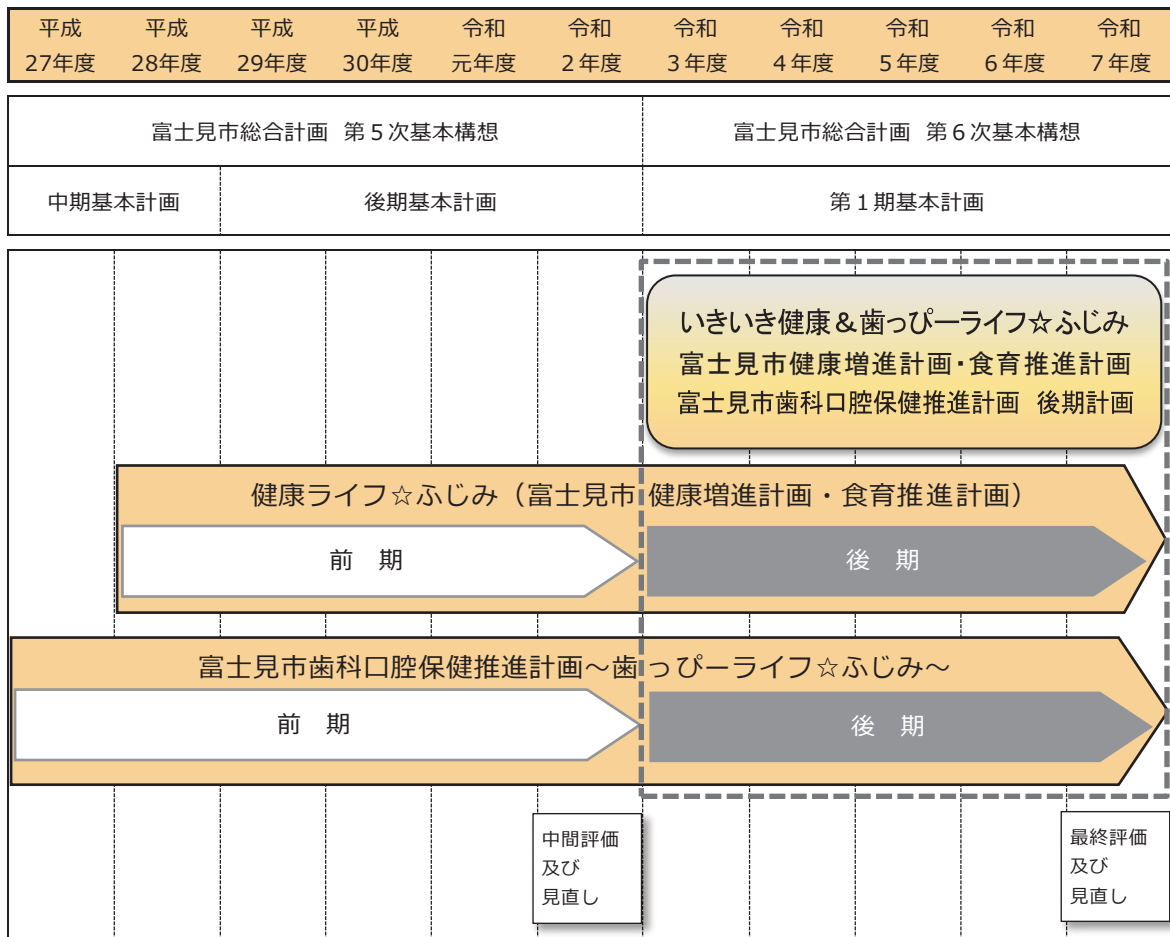 平成 平成 平成 平成 令和 令和 令和 令和 令和 令和 令和
27年度 28年度 29年度 30年度 元年度 2年度 3年度 4年度 5年度 6年度 7年度
富士見市総合計画 第5次基本構想 富士見市総合計画 第6次基本構想
中期基本計画 後期基本計画 第1期基本計画
いきいき健康&歯っぴーライフ☆ふじみ
富士見市健康増進計画・食育推進計画
富士見市歯科口腔保健推進計画 後期計画
健康ライフ☆ふじみ(富士見市 健康増進計画・食育推進計画)
前 期 後 期
富士見市歯科口腔保健推進計画~歯っぴーライフ☆ふじみ~
前 期 後 期
中間評価
及び
見直し
最終評価
及び
見直し